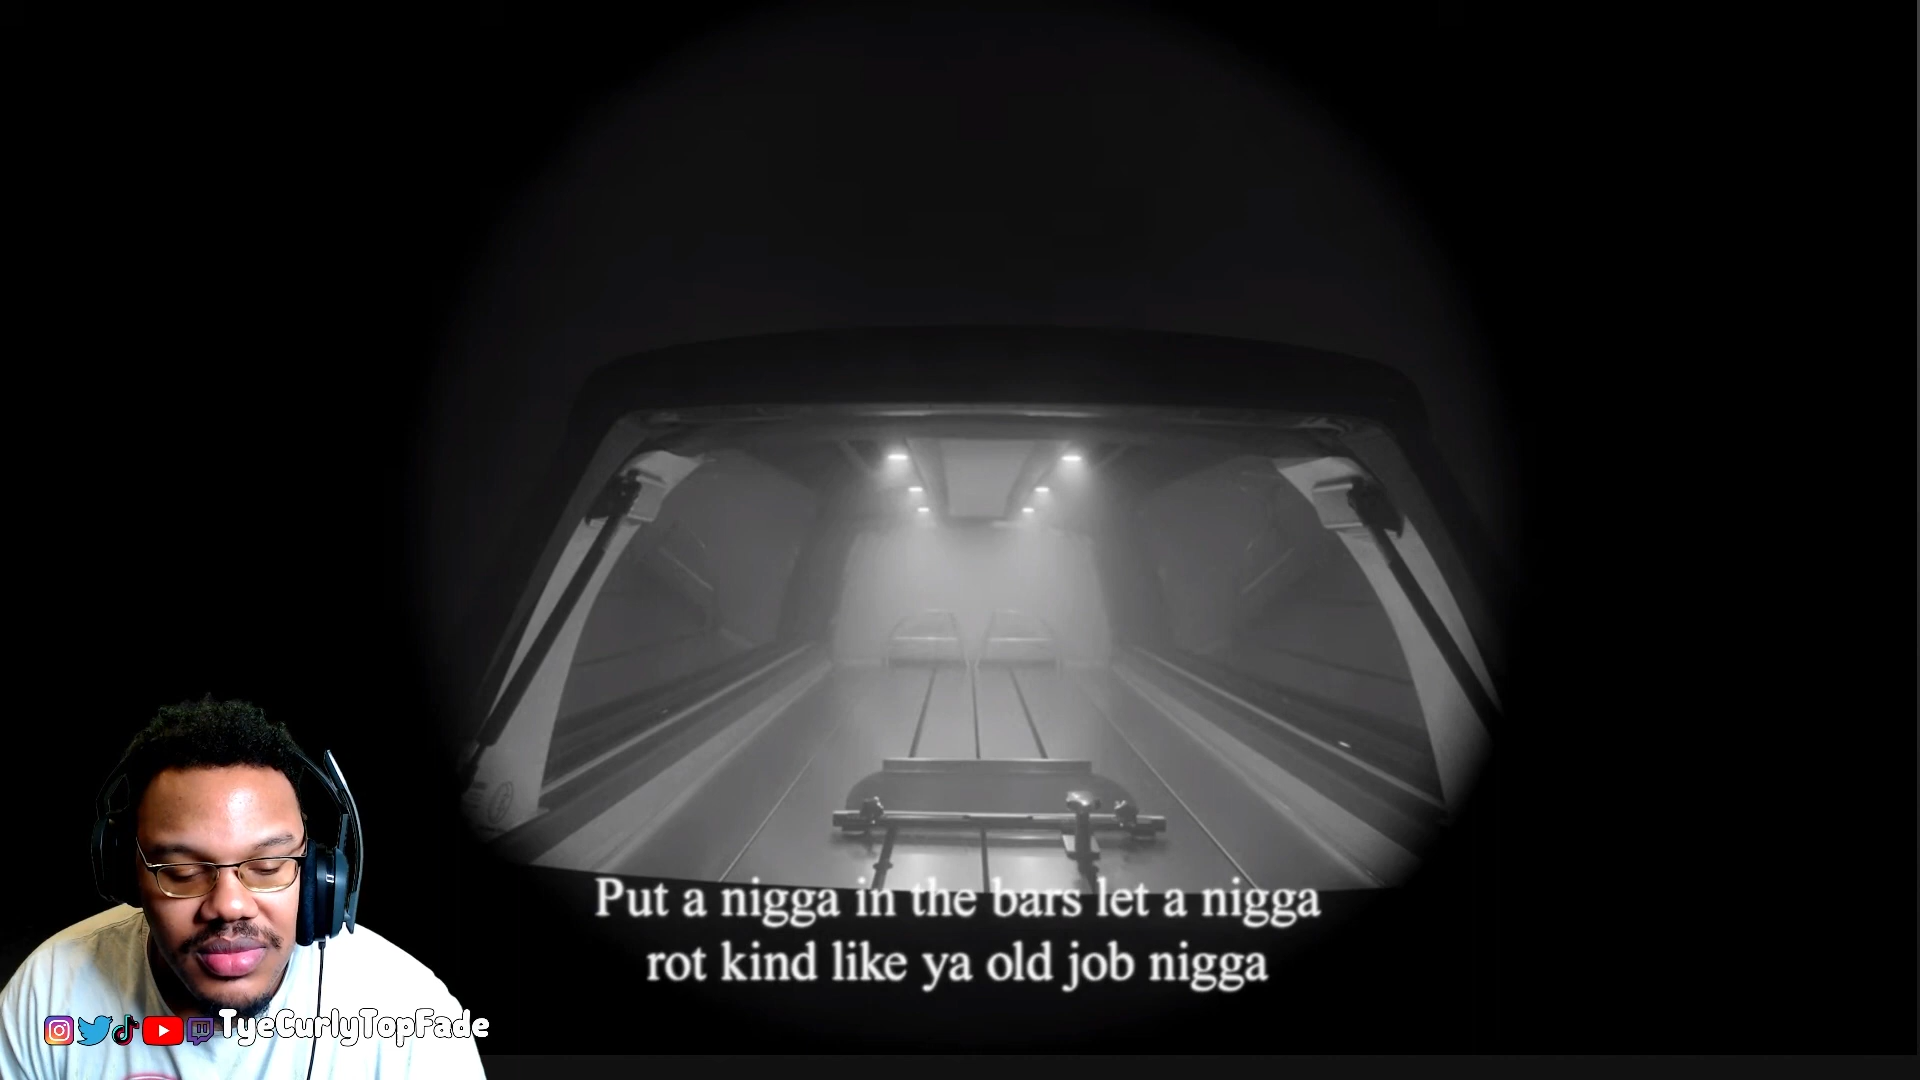 Put a nigga in the bars let a nigga
rot kind like ya old job nigga
TyeCurlyTopFade